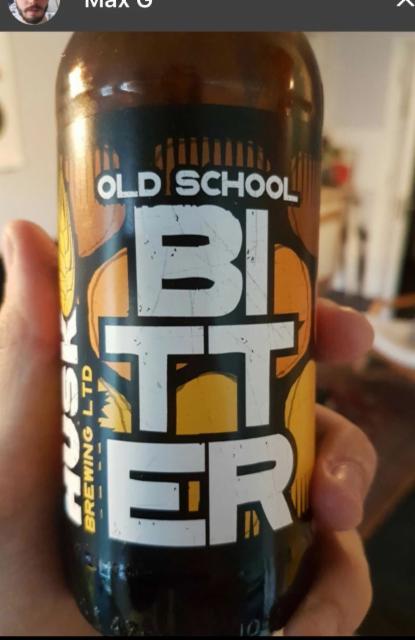 Max G
OLD SCHOOL
BI
TT
ER
HUSK
BREWING LTD